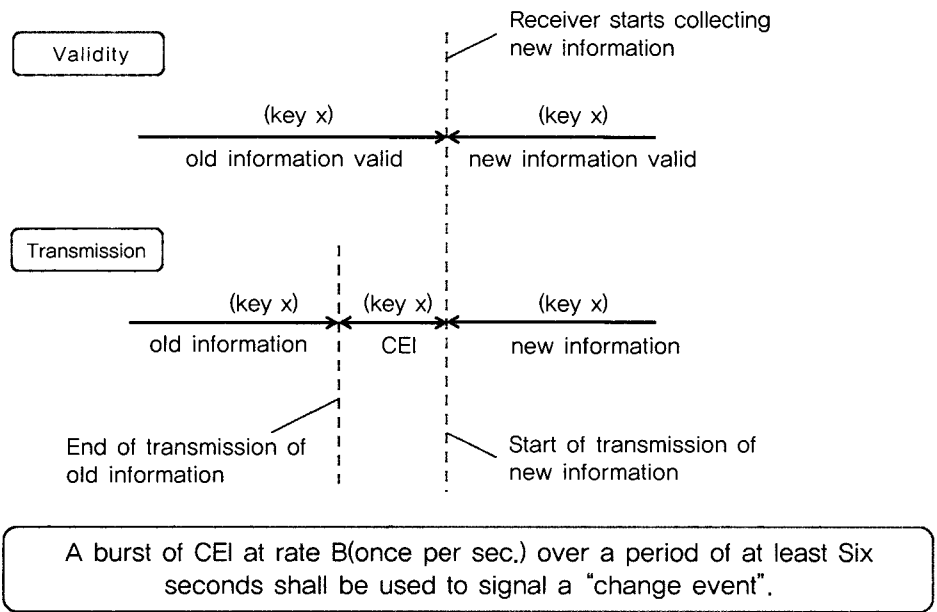 Receiver starts collecting
new information
Validity
(key x) (key x)
old information valid new information valid
Transmission
(key x) (key x) (key x)
old information CEI new information
End of transmission of
old information
Start of transmission of
new information
A burst of CEI at rate B(once per sec.) over a period of at least Six
seconds shall be used to signal a “change event”.